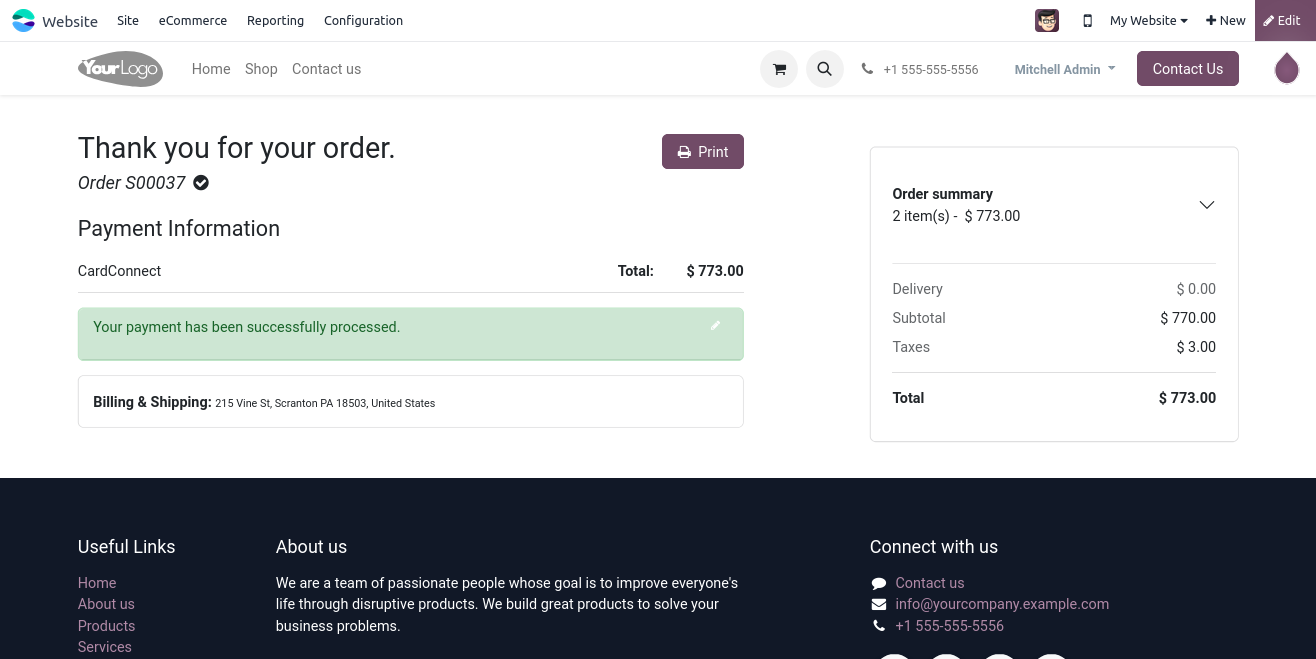 Website Site eCommerce Reporting Configuration My Website New Edit
YourLogo Home Shop Contact us +1 555-555-5556 Mitchell Admin Contact Us
Thank you for your order.
Print
Order S00037
Payment Information
CardConnect Total: $ 773.00
Your payment has been successfully processed.
Billing & Shipping: 215 Vine St, Scranton PA 18503, United States
Order summary
2 item(s) - $ 773.00
Delivery $ 0.00
Subtotal $ 770.00
Taxes $ 3.00
Total $ 773.00
Useful Links
Home
About us
Products
Services
About us
We are a team of passionate people whose goal is to improve everyone's
life through disruptive products. We build great products to solve your
business problems.
Connect with us
Contact us
info@yourcompany.example.com
+1 555-555-5556